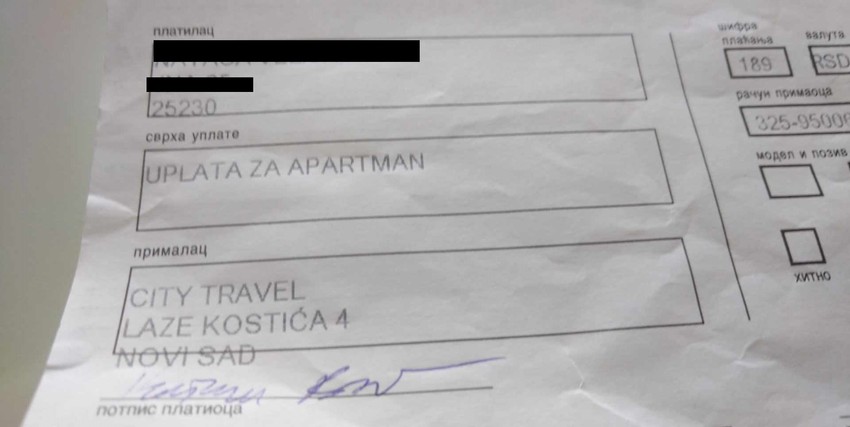 платилац
25230
сврха уплате
UPLATA ZA APARTMAN
прималац
CITY TRAVEL
LAZE KOSTIĆA 4
NOVI SAD
потпис платиоца
шифра
плаћања
валута
189
RSD
рачун примаоца
325-9500
модел и позив
хитно